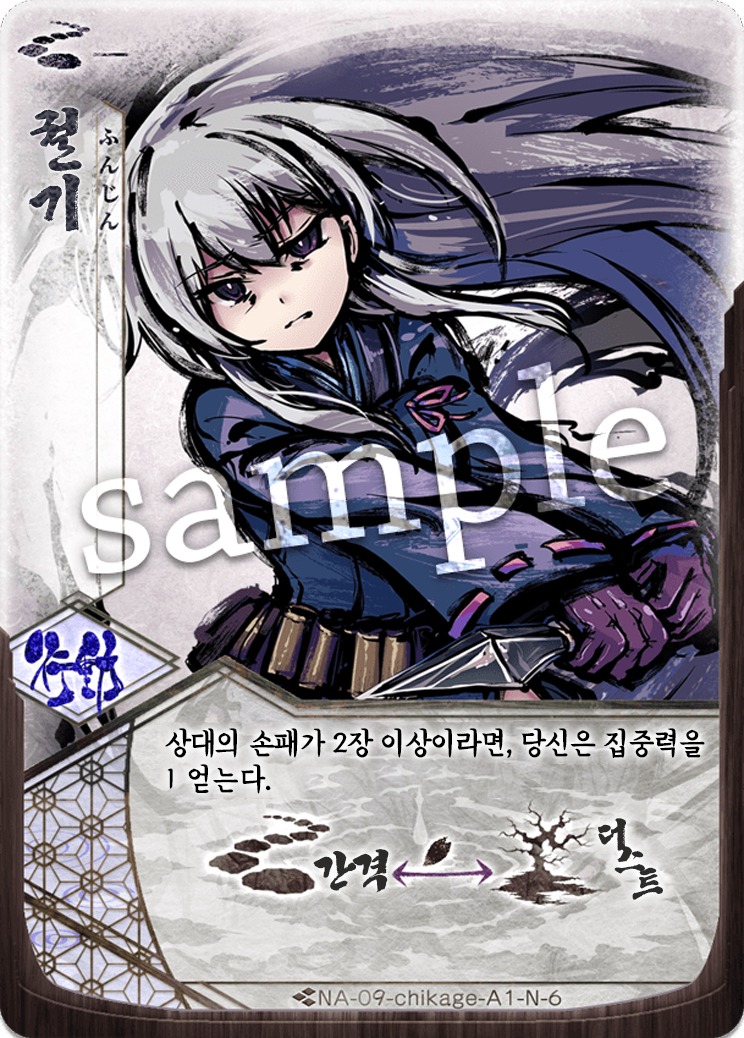 궐기
ふんじん
sample
상대의 손패가 2장 이상이라면, 당신은 집중력을
1 얻는다.
간격
더스트
NA-09-chikage-A1-N-6